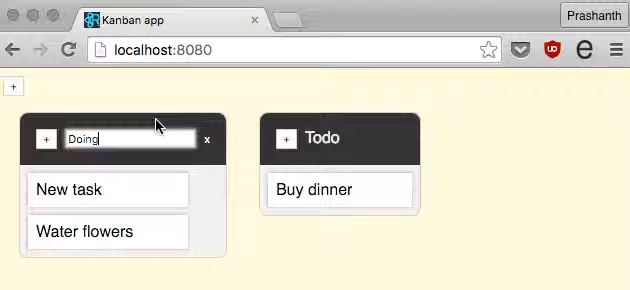 Kanban app
Prashanth
localhost:8080
+
+ Doing x
New task
Water flowers
+ Todo
Buy dinner